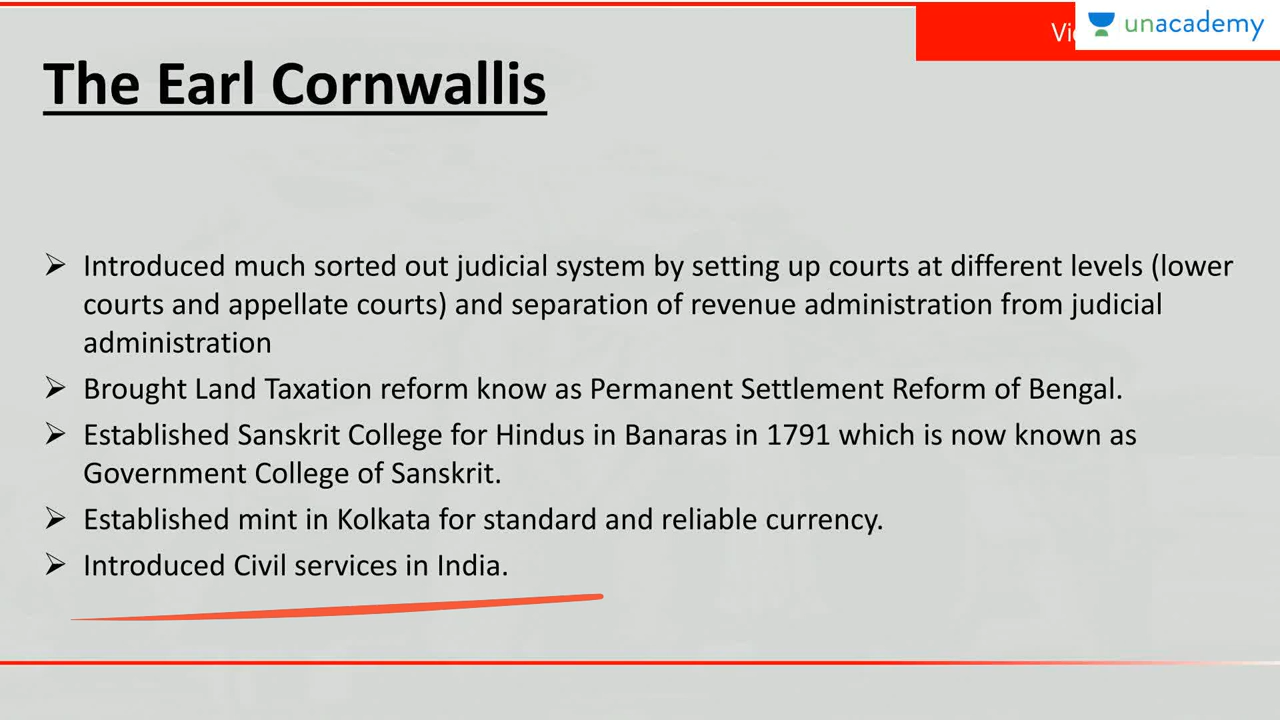 Vi
unacademy
The Earl Cornwallis
➢ Introduced much sorted out judicial system by setting up courts at different levels (lower
courts and appellate courts) and separation of revenue administration from judicial
administration
➢ Brought Land Taxation reform know as Permanent Settlement Reform of Bengal.
➢ Established Sanskrit College for Hindus in Banaras in 1791 which is now known as
Government College of Sanskrit.
➢ Established mint in Kolkata for standard and reliable currency.
➢ Introduced Civil services in India.